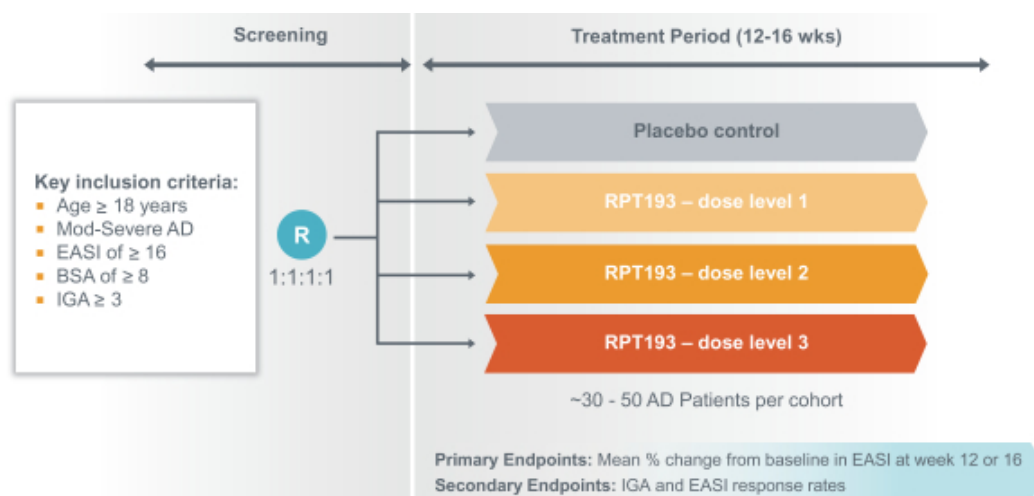 Screening
Treatment Period (12-16 wks)
Key inclusion criteria:
Age ≥ 18 years
Mod-Severe AD
EASI of ≥ 16
BSA of ≥ 8
IGA ≥ 3
R
1:1:1:1
Placebo control
RPT193 – dose level 1
RPT193 – dose level 2
RPT193 – dose level 3
~30 - 50 AD Patients per cohort
Primary Endpoints: Mean % change from baseline in EASI at week 12 or 16
Secondary Endpoints: IGA and EASI response rates